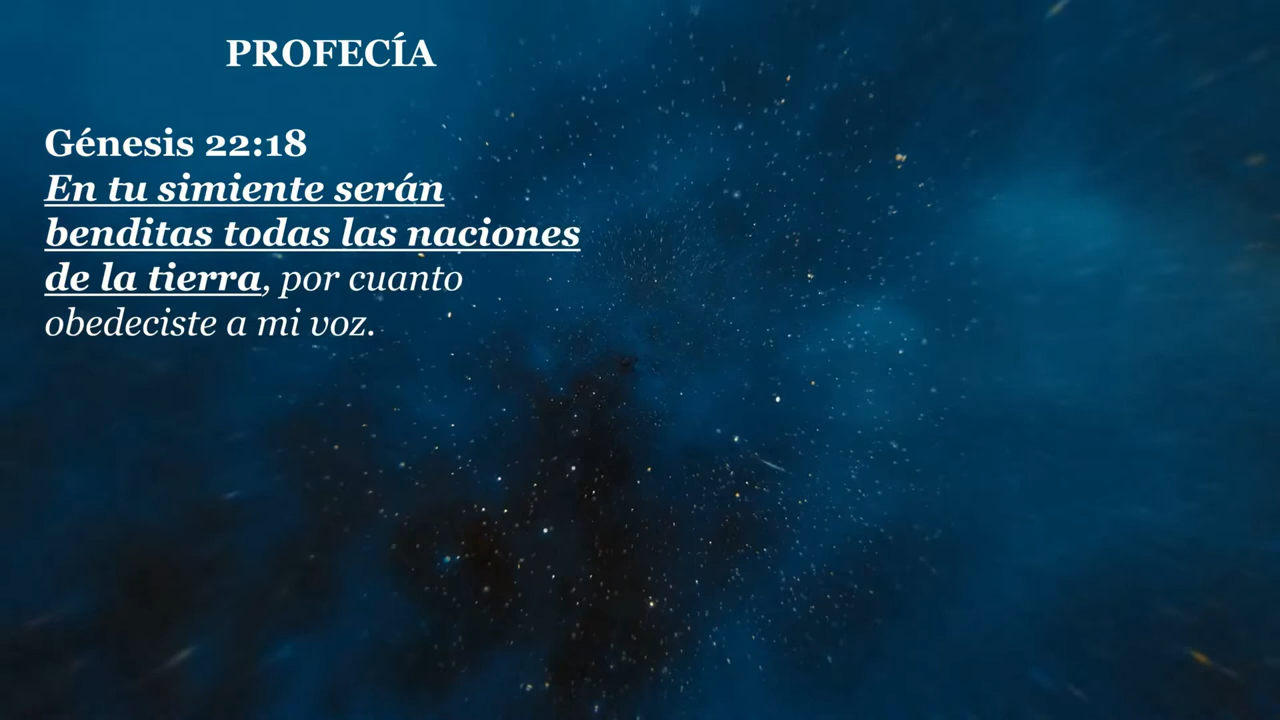 PROFECÍA
Génesis 22:18
En tu simiente serán
benditas todas las naciones
de la tierra, por cuanto
obedeciste a mi voz.